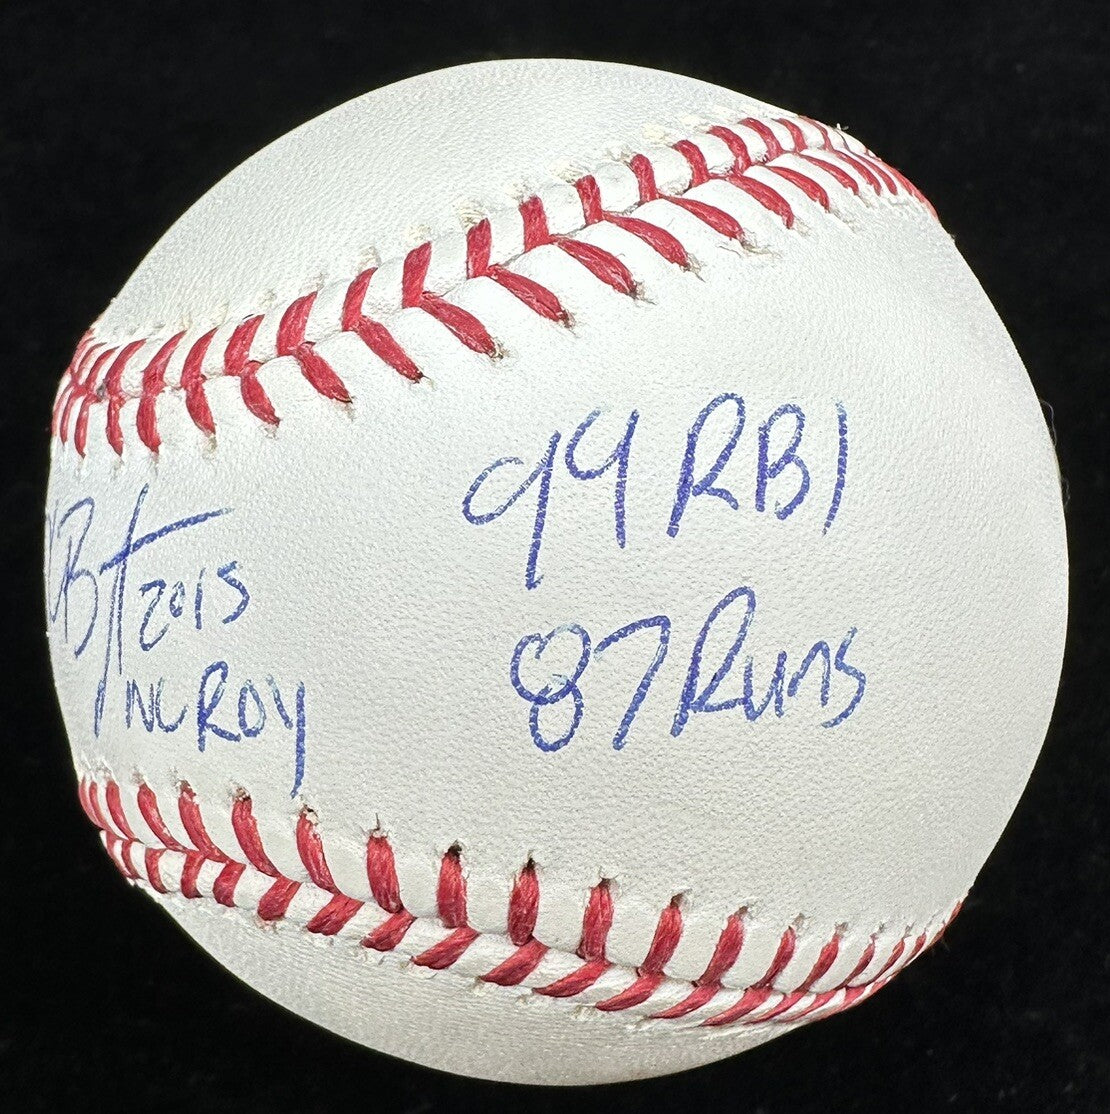 99 RBI
87 Runs
2015
NL ROY